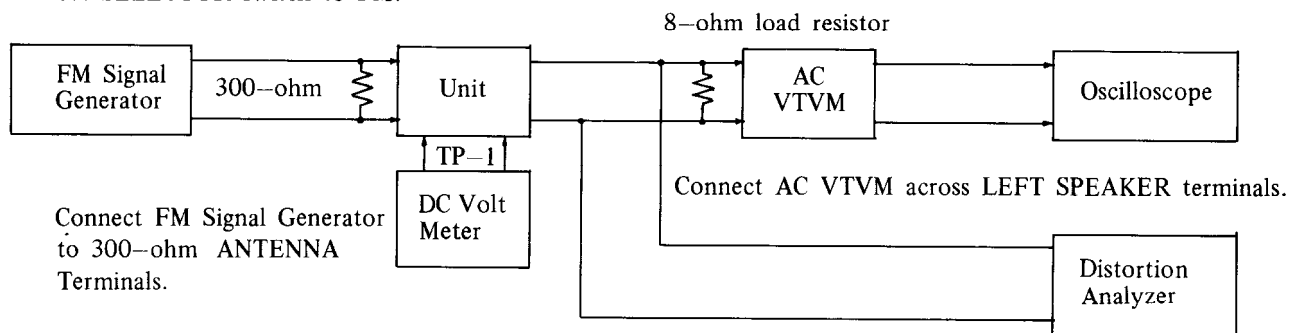 8–ohm load resistor
FM Signal
Generator
300–ohm
Unit
AC
VTVM
Oscilloscope
TP–1
DC Volt
Meter
Connect AC VTVM across LEFT SPEAKER terminals.
Connect FM Signal Generator
to 300–ohm ANTENNA
Terminals.
Distortion
Analyzer